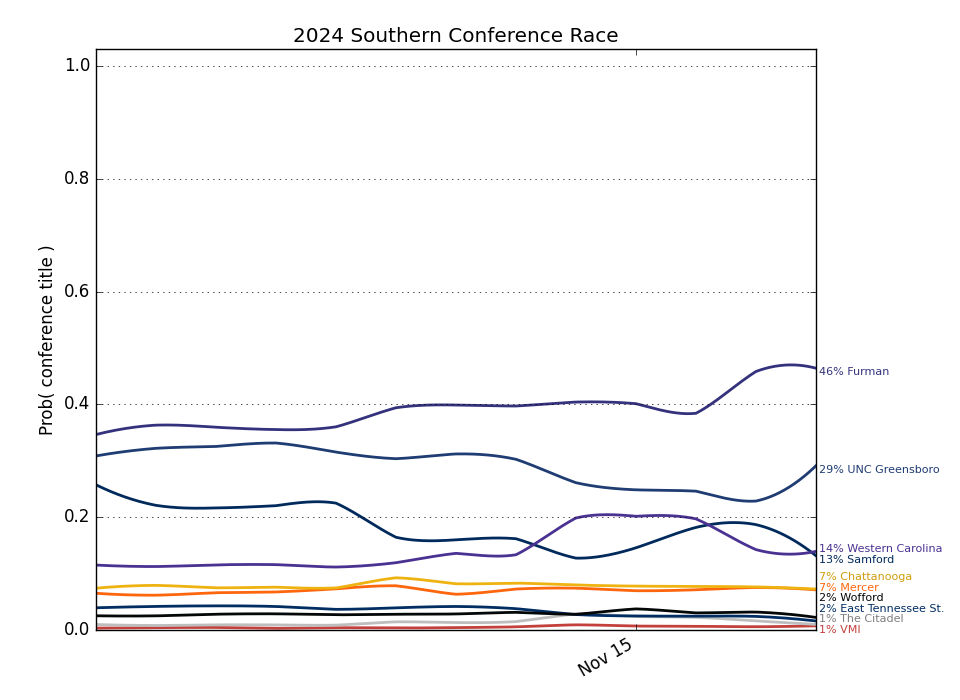 2024 Southern Conference Race
1.0
0.8
0.6
0.4
0.2
0.0
Prob( conference title )
Nov 15
46% Furman
29% UNC Greensboro
14% Western Carolina
13% Samford
7% Chattanooga
7% Mercer
2% Wofford
2% East Tennessee St.
1% The Citadel
1% VMI